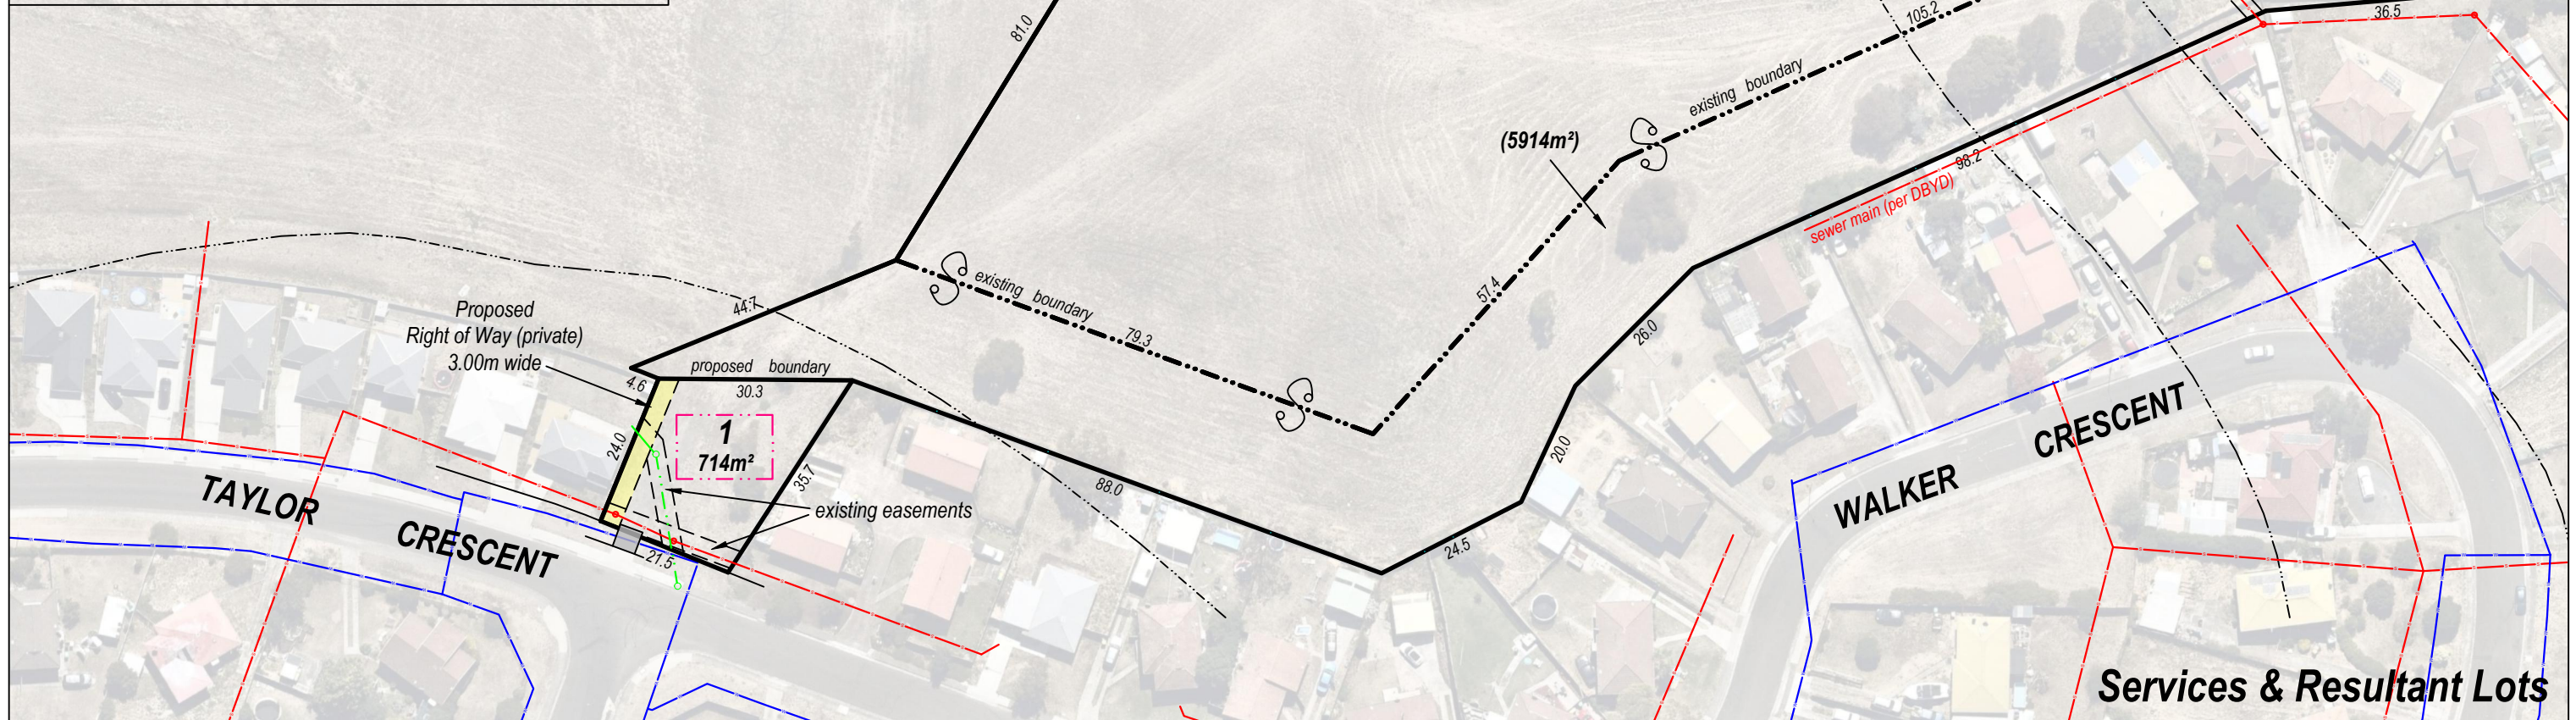 81.0
105.2
36.5
existing boundary
(5914m²)
98.2
sewer main (per DBYD)
existing boundary
79.3
57.4
26.0
44.7
Proposed
Right of Way (private)
3.00m wide
4.6
proposed boundary
30.3
24.0
1
714m²
35.7
existing easements
21.5
88.0
20.0
24.5
TAYLOR
CRESCENT
WALKER
CRESCENT
Services & Resultant Lots